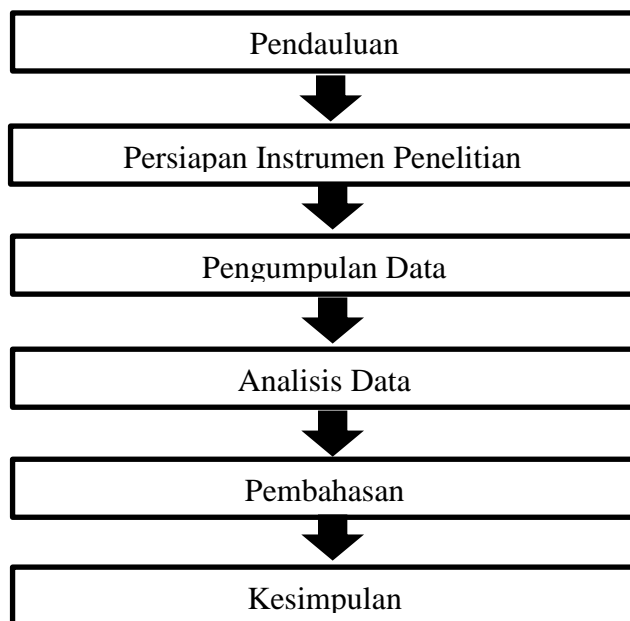 Pendauluan
Persiapan Instrumen Penelitian
Pengumpulan Data
Analisis Data
Pembahasan
Kesimpulan